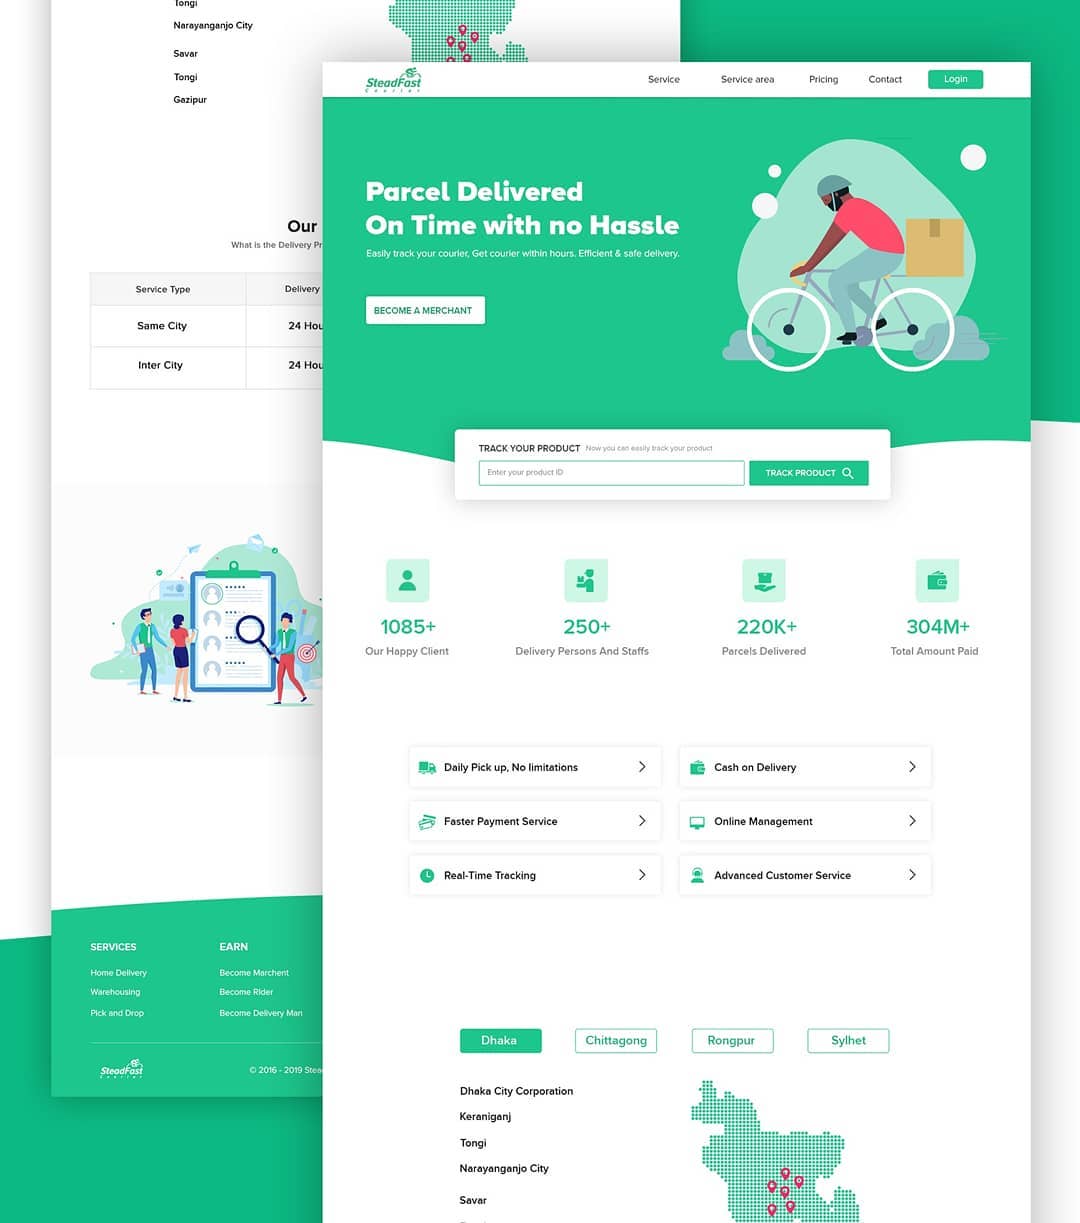 Tongi
Narayanganjo City
Savar
Tongi
Gazipur
Our
What is the Delivery Pr
Service Type
Delivery
Same City
24 Hou
Inter City
24 Hou
SERVICES
EARN
Home Delivery
Become Marchent
Warehousing
Become Rider
Pick and Drop
Become Delivery Man
SteadFast
Courier
© 2016 - 2019 Stea
SteadFast
Courier
Service
Service area
Pricing
Contact
Login
Parcel Delivered
On Time with no Hassle
Easily track your courier, Get courier within hours. Efficient & safe delivery.
BECOME A MERCHANT
TRACK YOUR PRODUCT Now you can easily track your product
Enter your product ID
TRACK PRODUCT
1085+
250+
220K+
304M+
Our Happy Client
Delivery Persons And Staffs
Parcels Delivered
Total Amount Paid
Daily Pick up, No limitations
Cash on Delivery
Faster Payment Service
Online Management
Real-Time Tracking
Advanced Customer Service
Dhaka
Chittagong
Rongpur
Sylhet
Dhaka City Corporation
Keraniganj
Tongi
Narayanganjo City
Savar